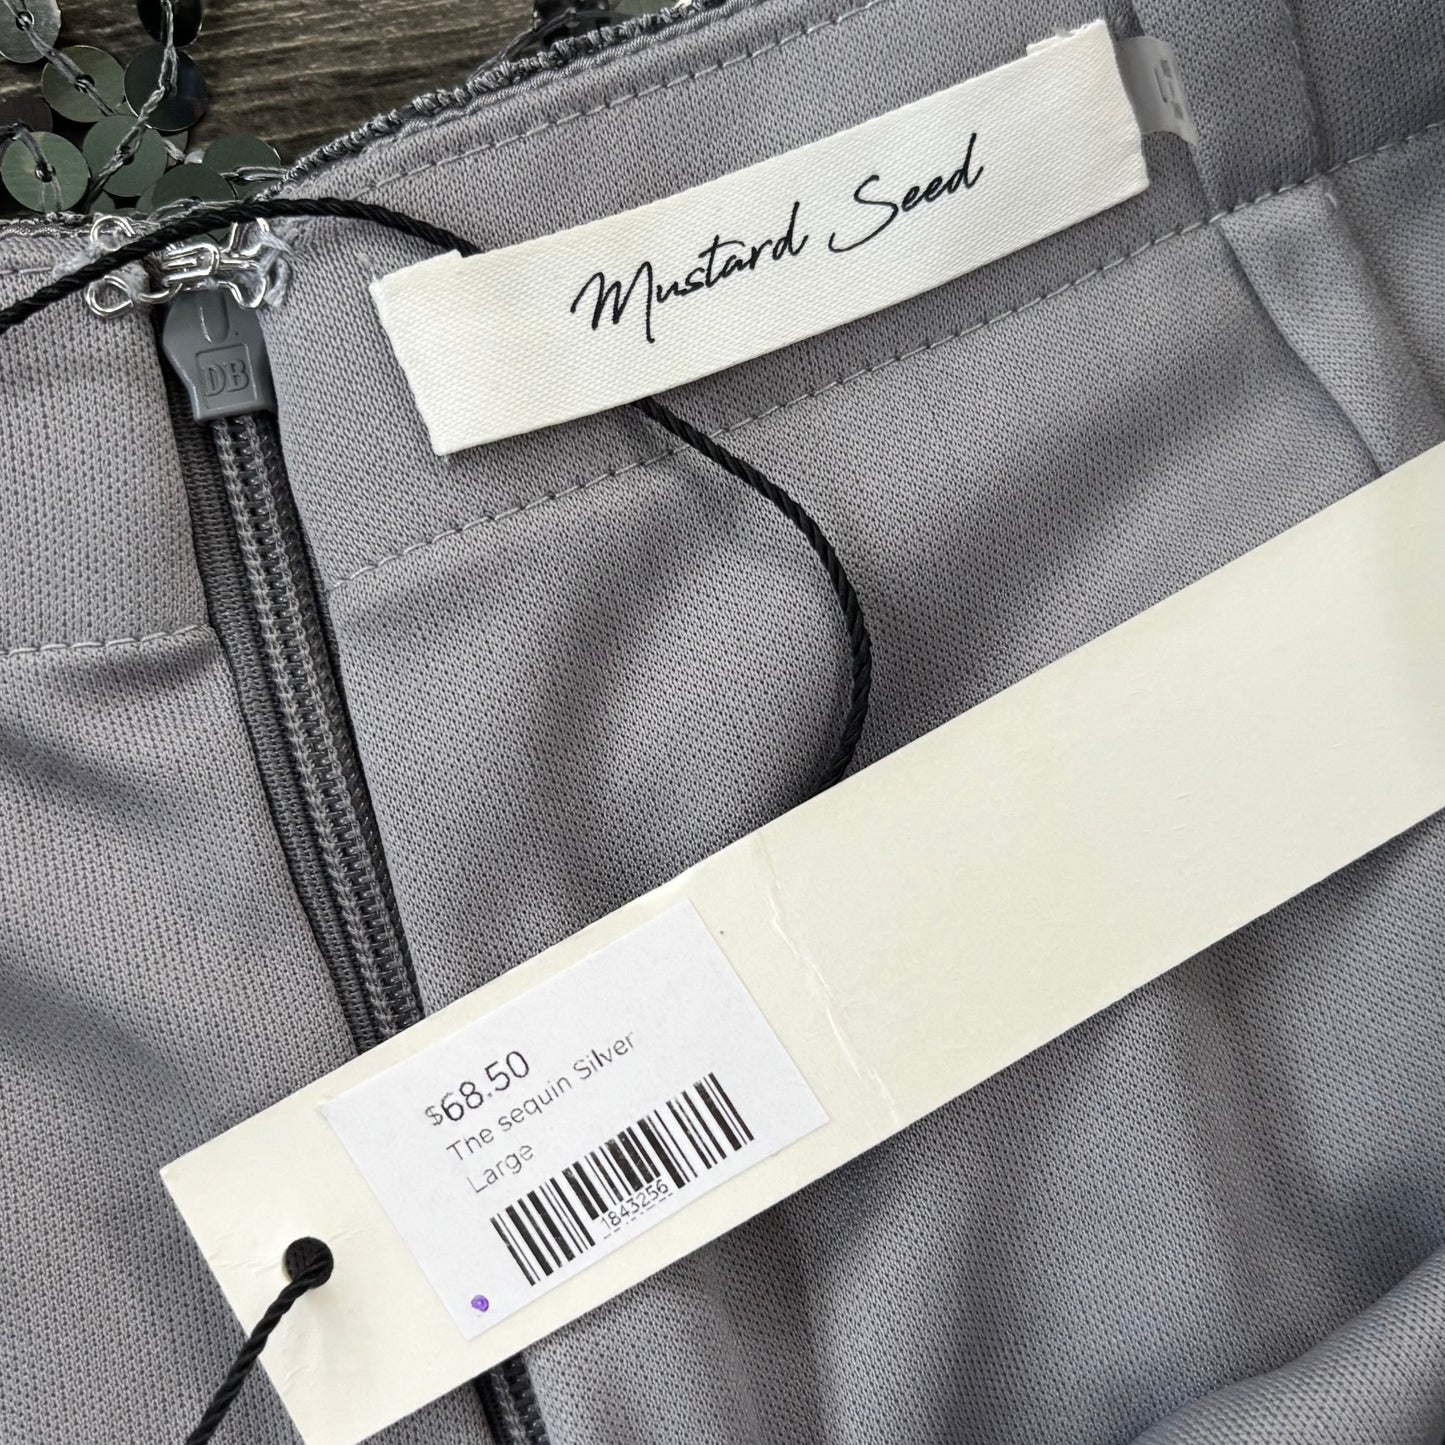 Mustard Seed
DB
$68.50
The sequin Silver
Large
1843256